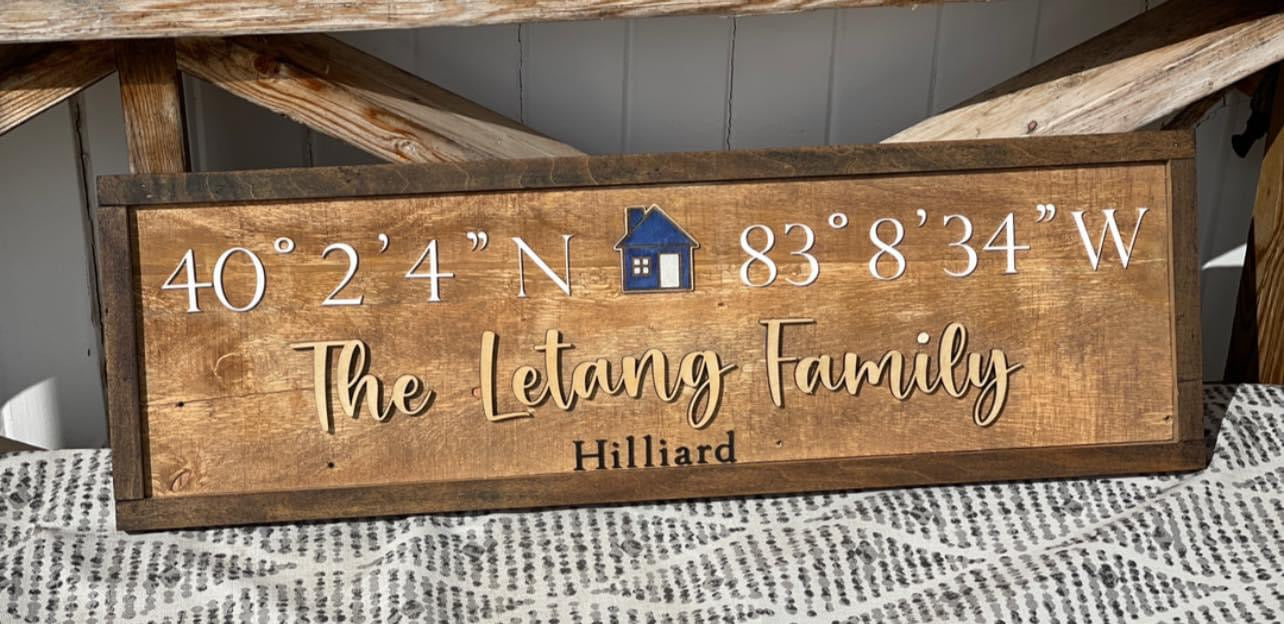 40° 2’ 4” N 83° 8’ 34” W
The Letang Family
Hilliard